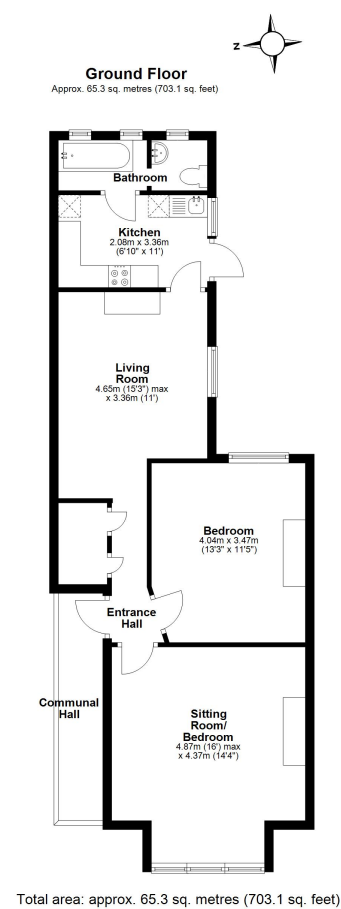 Z
Ground Floor
Approx. 65.3 sq. metres (703.1 sq. feet)
Bathroom
Kitchen
2.08m x 3.36m
(6'10" x 11')
Living
Room
4.65m (15'3") max
x 3.36m (11')
Bedroom
4.04m x 3.47m
(13'3" x 11'5")
Entrance
Hall
Communal
Hall
Sitting
Room/
Bedroom
4.87m (16') max
x 4.37m (14'4")
Total area: approx. 65.3 sq. metres (703.1 sq. feet)